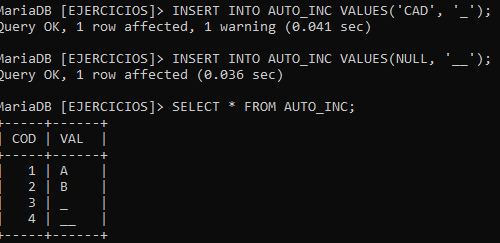 MariaDB [EJERCICIOS]> INSERT INTO AUTO_INC VALUES('CAD', '_');
Query OK, 1 row affected, 1 warning (0.041 sec)
MariaDB [EJERCICIOS]> INSERT INTO AUTO_INC VALUES(NULL, '__');
Query OK, 1 row affected (0.036 sec)
MariaDB [EJERCICIOS]> SELECT * FROM AUTO_INC;
+-----+------+
| COD | VAL  |
+-----+------+
|   1 | A    |
|   2 | B    |
|   3 | _    |
|   4 | __   |
+-----+------+